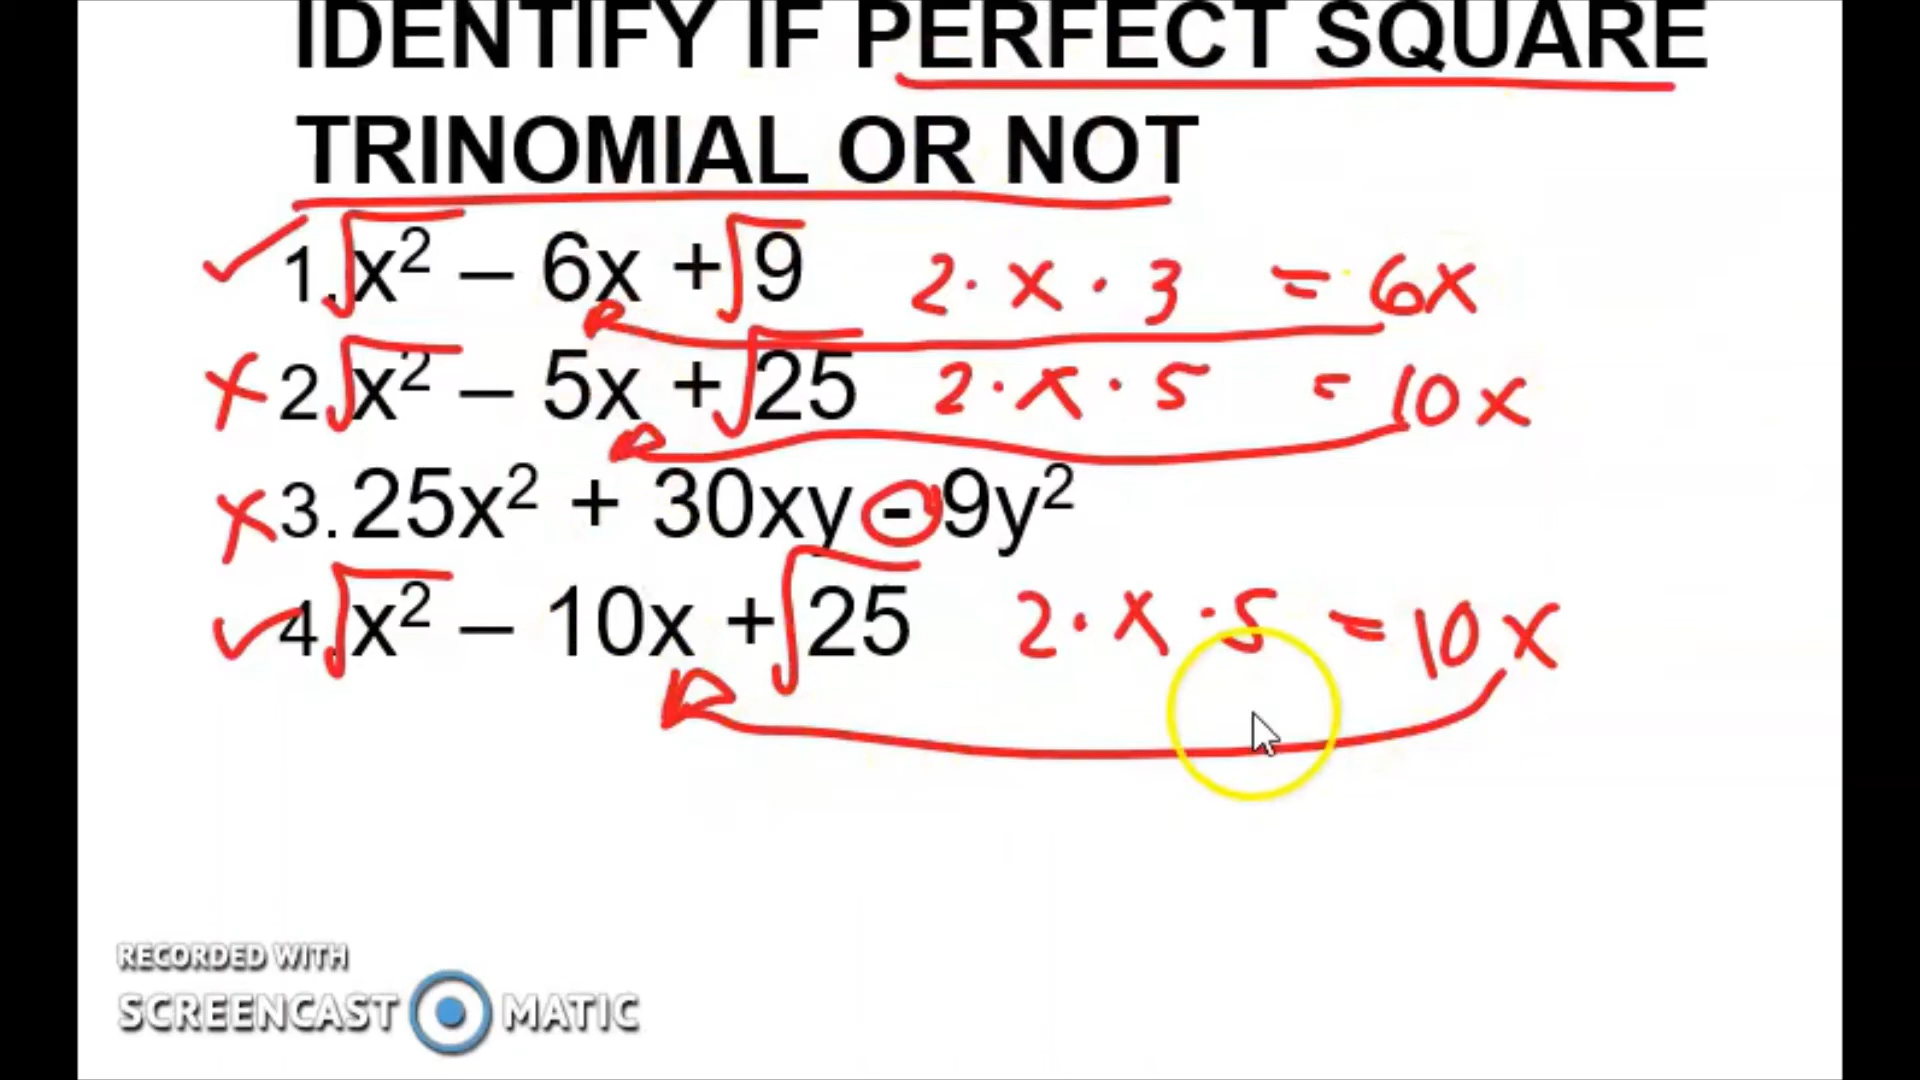 IDENTIFY IF PERFECT SQUARE
TRINOMIAL OR NOT
✓ 1. √x² – 6x + √9 2 · x · 3 = 6x
x 2. √x² – 5x + √25 2 · x · 5 = 10x
x 3. 25x² + 30xy - 9y²
✓ 4. √x² – 10x + √25 2 · x · 5 = 10x
RECORDED WITH
SCREENCAST MATIC